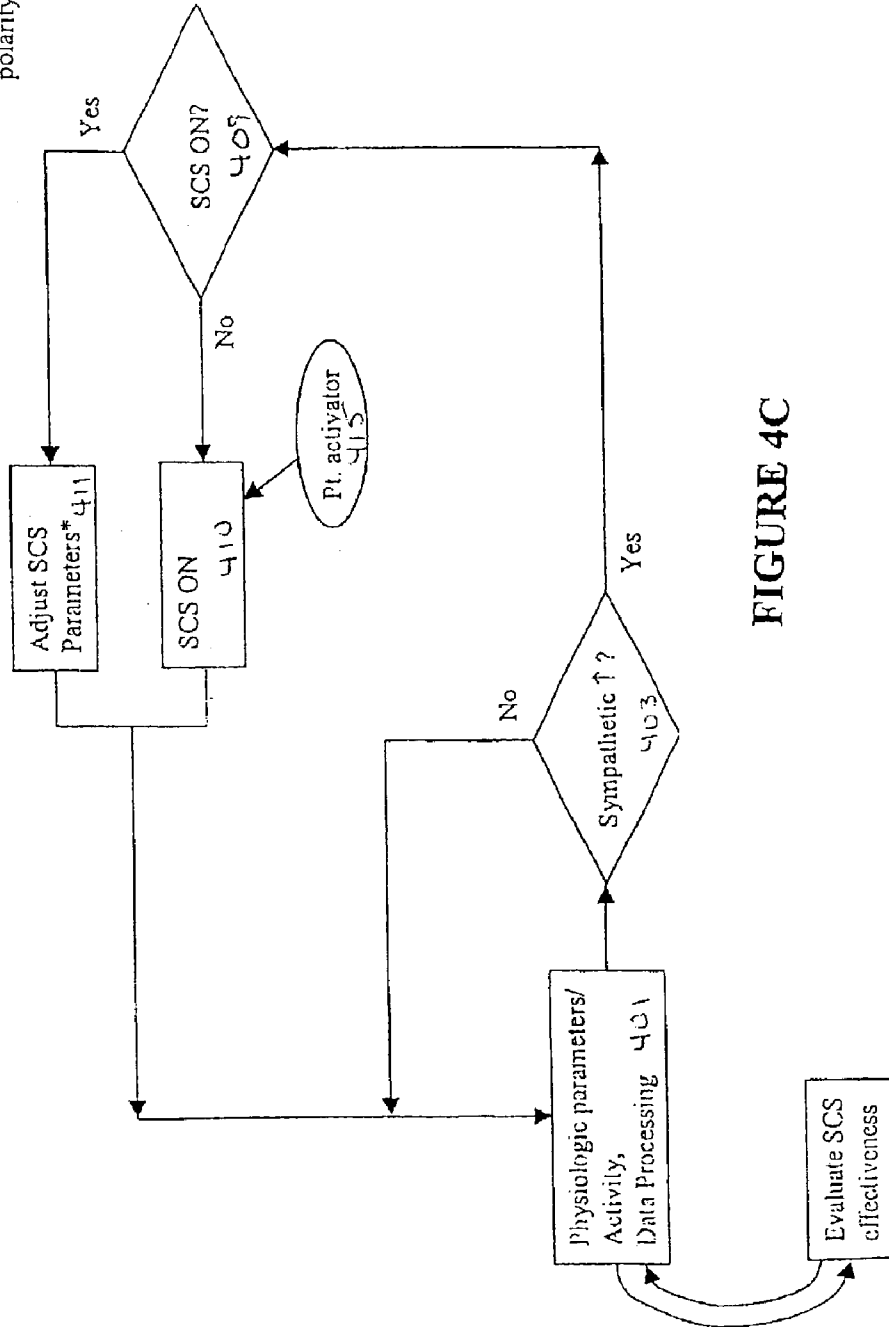 polarity
Adjust SCS
Parameters* 411
SCS ON
410
Yes
SCS ON?
409
No
Pt. activator
415
Physiologic parameters/
Activity,
Data Processing 401
No
Sympathetic ↑ ?
403
Yes
Evaluate SCS
effectiveness
FIGURE 4C